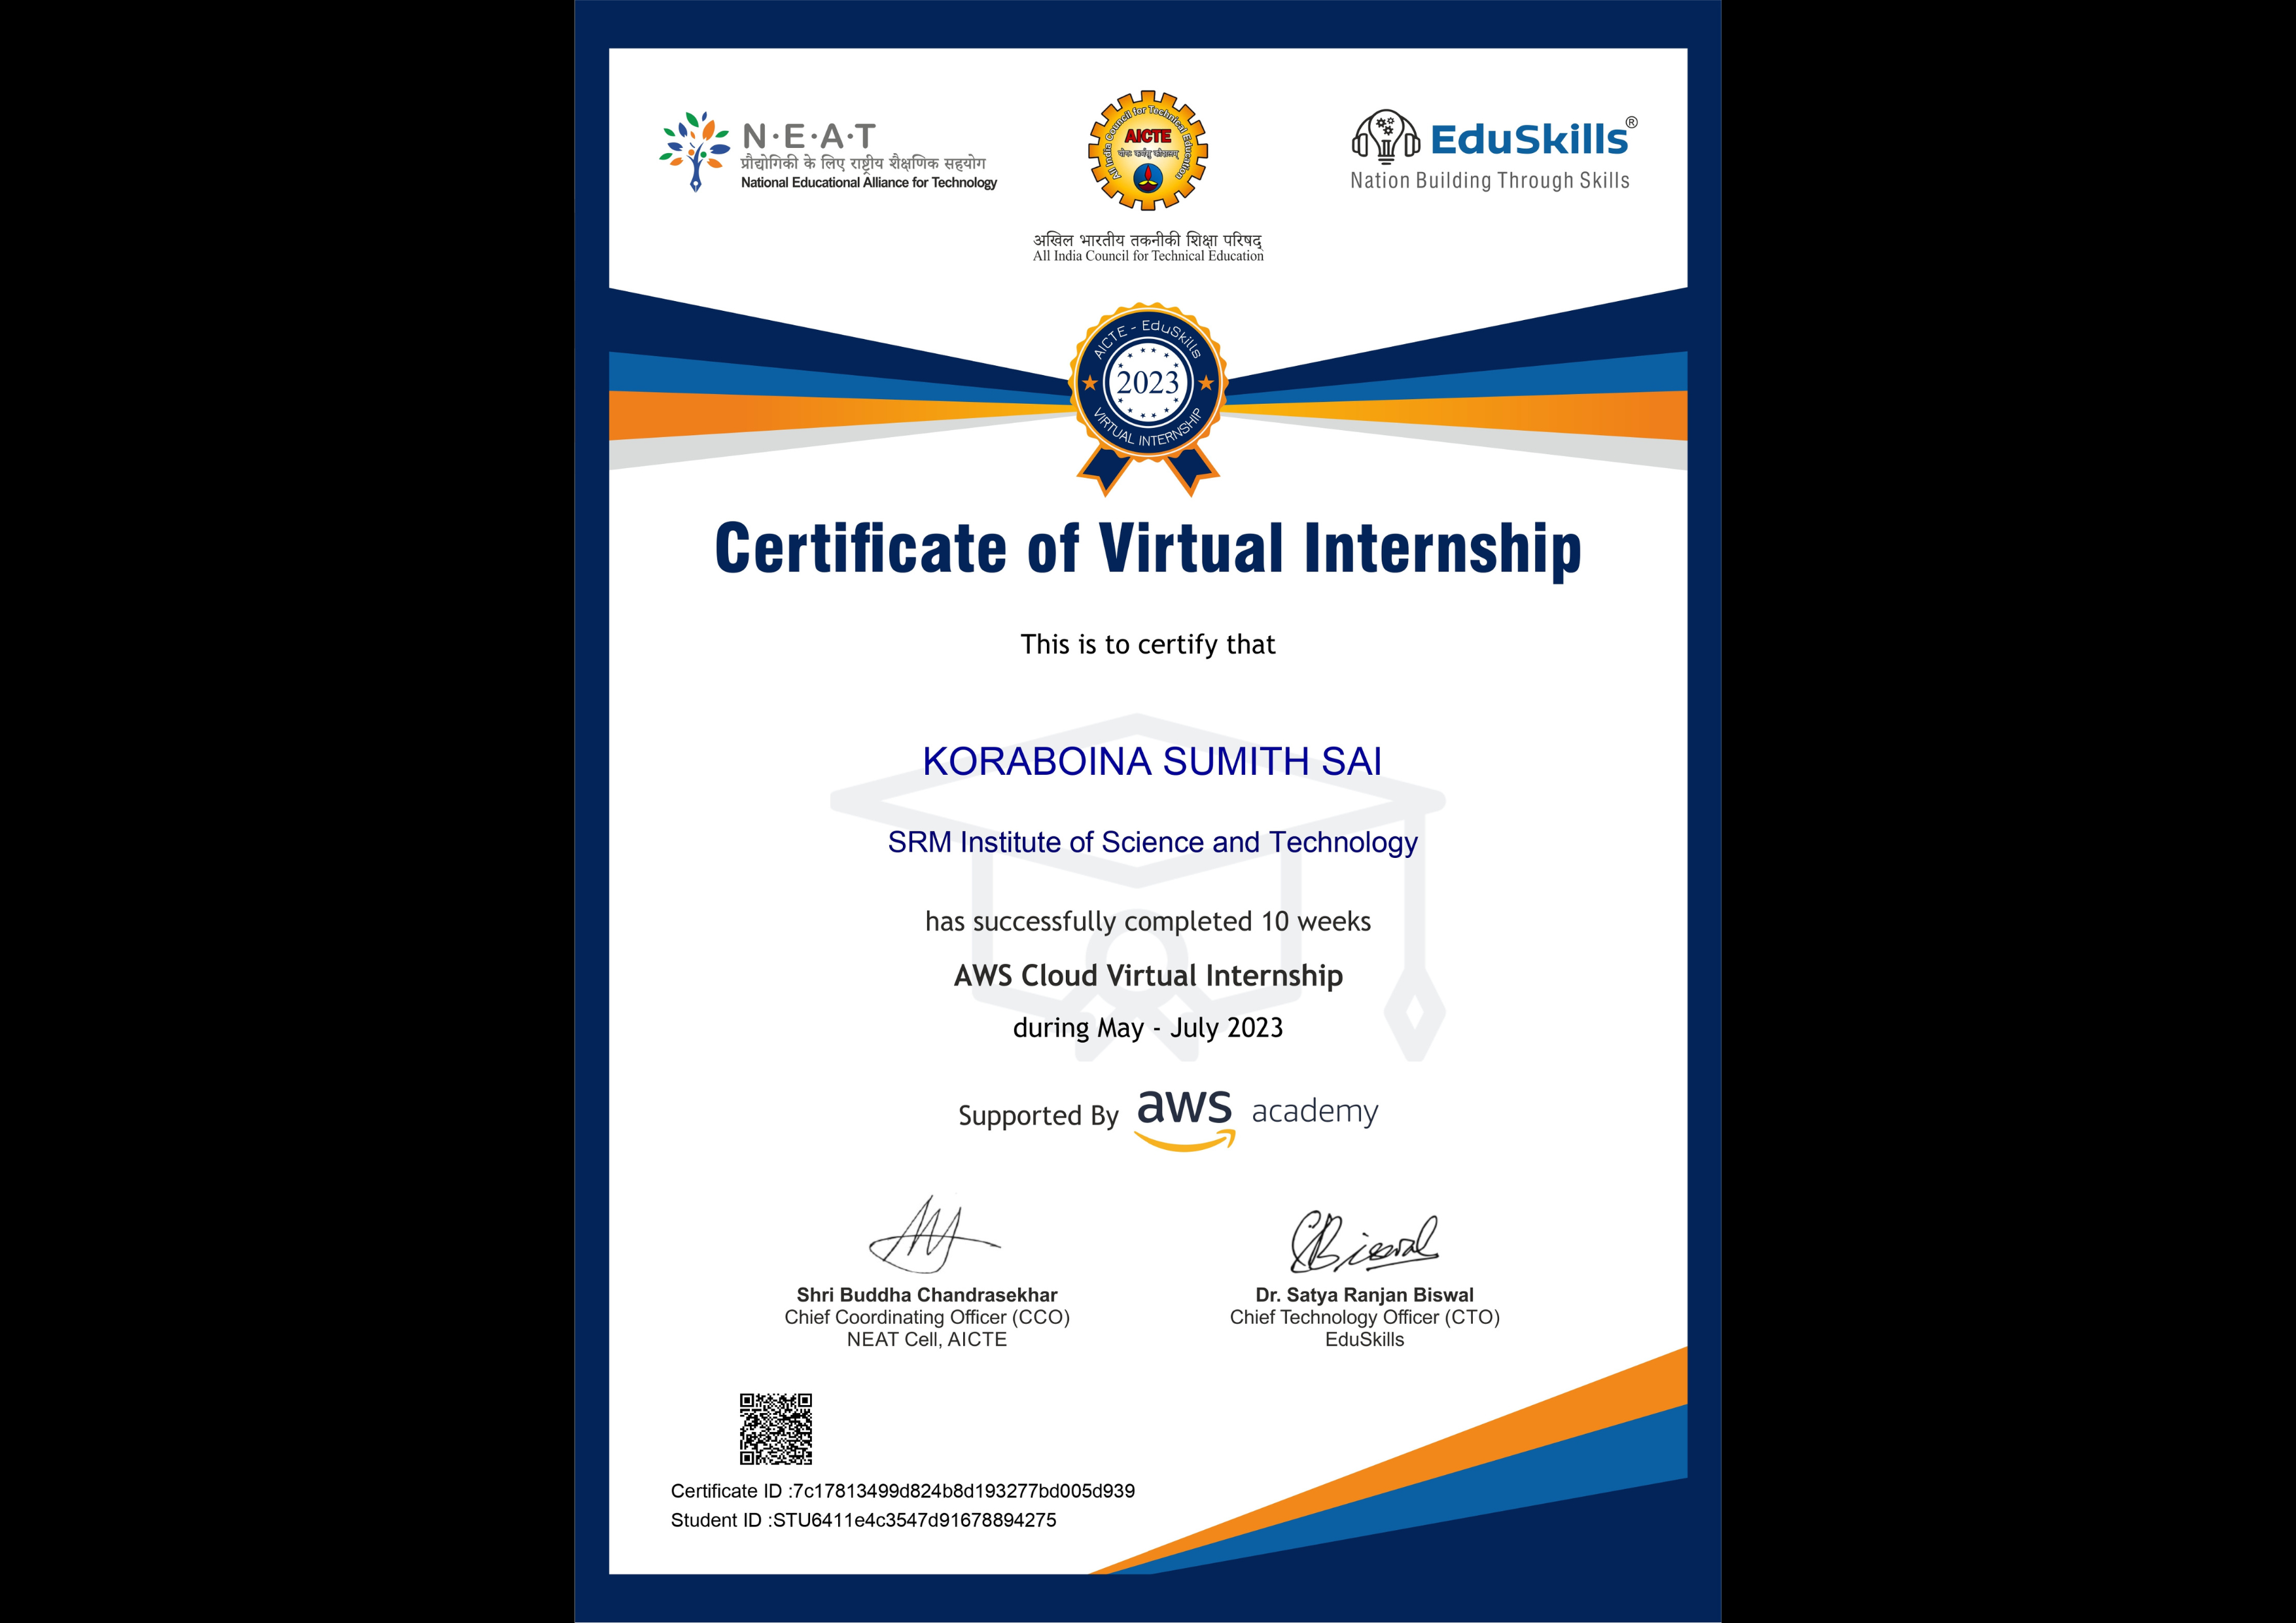 N·E·A·T
प्रौद्योगिकी के लिए राष्ट्रीय शैक्षणिक सहयोग
National Educational Alliance for Technology
All India Council for Technical Education
AICTE
अखिल भारतीय तकनीकी शिक्षा परिषद्
All India Council for Technical Education
EduSkills®
Nation Building Through Skills
AICTE - EduSkills
2023
VIRTUAL INTERNSHIP
Certificate of Virtual Internship
This is to certify that
KORABOINA SUMITH SAI
SRM Institute of Science and Technology
has successfully completed 10 weeks
AWS Cloud Virtual Internship
during May - July 2023
Supported By aws academy
Biswal
Shri Buddha Chandrasekhar
Chief Coordinating Officer (CCO)
NEAT Cell, AICTE
Dr. Satya Ranjan Biswal
Chief Technology Officer (CTO)
EduSkills
Certificate ID :7c17813499d824b8d193277bd005d939
Student ID :STU6411e4c3547d91678894275